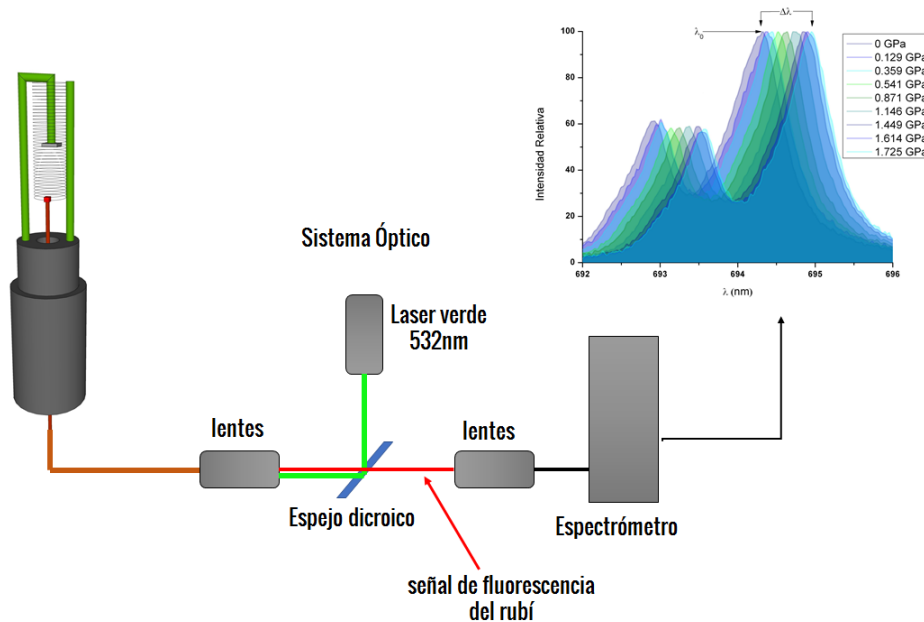 Δλ
λ₀
0 GPa
0.129 GPa
0.359 GPa
0.541 GPa
0.871 GPa
1.146 GPa
1.449 GPa
1.614 GPa
1.725 GPa
Intensidad Relativa
100
80
60
40
20
0
692
693
694
695
696
λ (nm)
Sistema Óptico
Laser verde
532nm
lentes
lentes
Espejo dicroico
Espectrómetro
señal de fluorescencia
del rubí